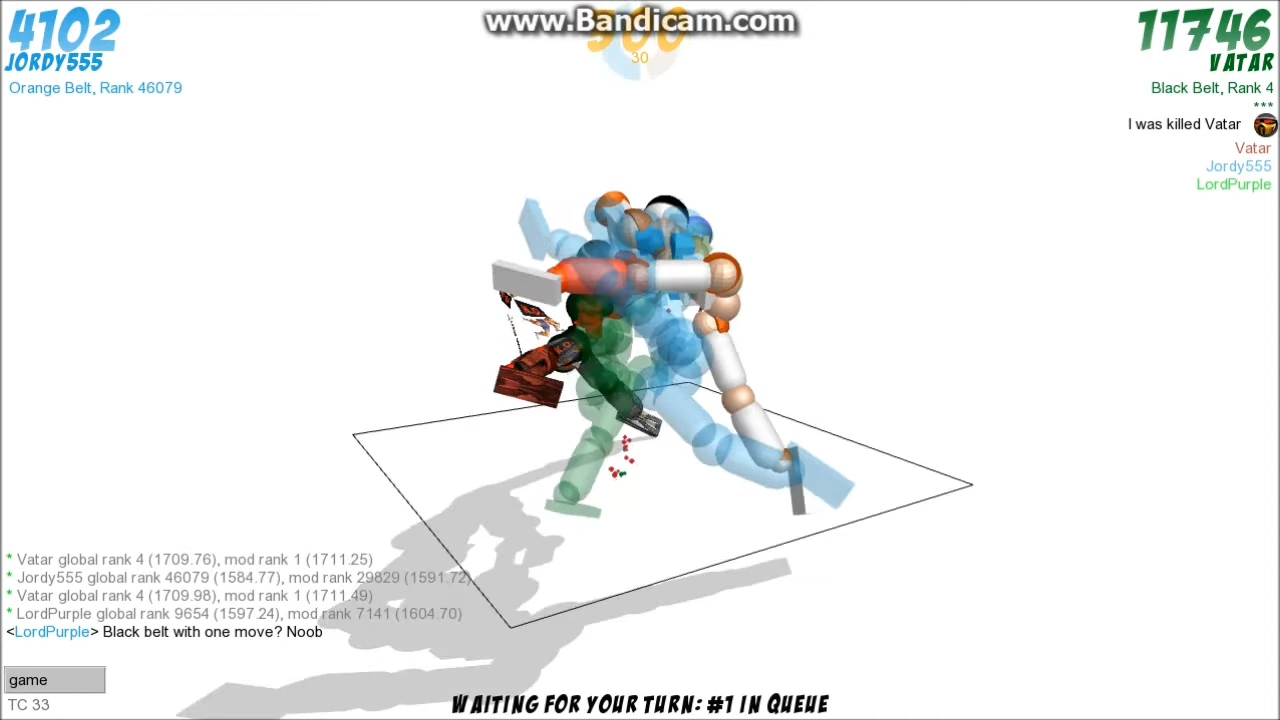 www.Bandicam.com
4102
JORDY555
Orange Belt, Rank 46079
500
30
11746
VATAR
Black Belt, Rank 4
***
I was killed Vatar
Vatar
Jordy555
LordPurple
* Vatar global rank 4 (1709.76), mod rank 1 (1711.25)
* Jordy555 global rank 46079 (1584.77), mod rank 29829 (1591.72)
* Vatar global rank 4 (1709.98), mod rank 1 (1711.49)
* LordPurple global rank 9654 (1597.24), mod rank 7141 (1604.70)
<LordPurple> Black belt with one move? Noob
game
TC 33
WAITING FOR YOUR TURN: #1 IN QUEUE